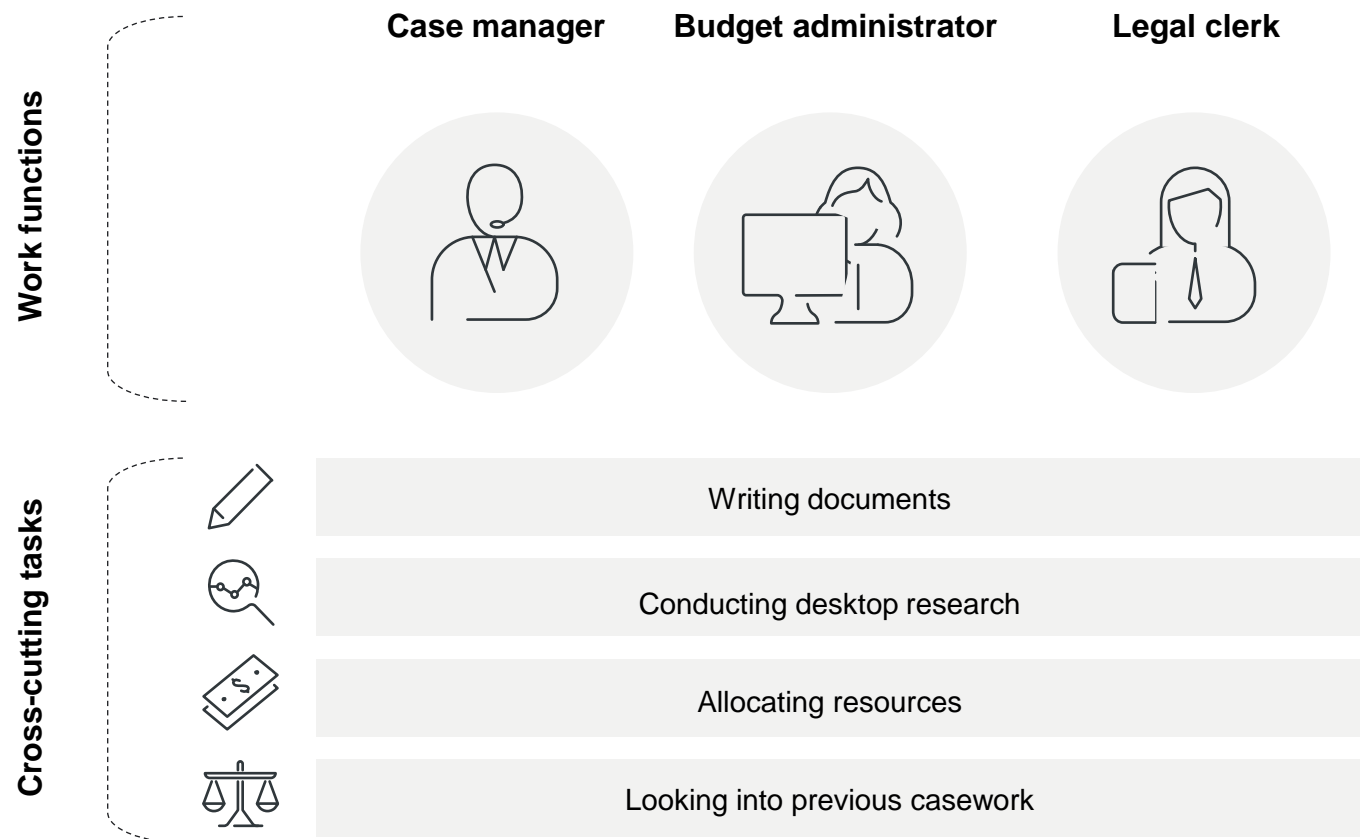 Case manager
Budget administrator
Legal clerk
Work functions
Cross-cutting tasks
Writing documents
Conducting desktop research
$
Allocating resources
Looking into previous casework